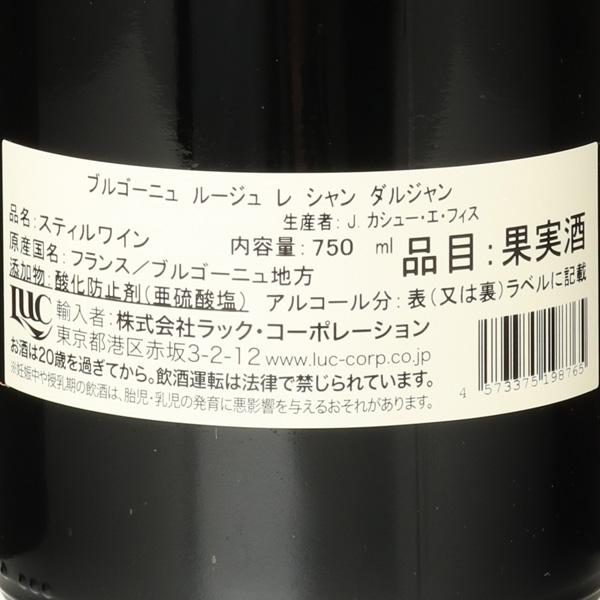 ブルゴーニュ ルージュ レ シャン ダルジャン
生産者：J. カシュー・エ・フィス
品名：スティルワイン
内容量：750 ml
品目：果実酒
原産国名：フランス／ブルゴーニュ地方
添加物：酸化防止剤（亜硫酸塩）
アルコール分：表（又は裏）ラベルに記載
LUC
輸入者：株式会社ラック・コーポレーション
東京都港区赤坂3-2-12 www.luc-corp.co.jp
お酒は20歳を過ぎてから。飲酒運転は法律で禁じられています。
※妊娠中や授乳期の飲酒は、胎児・乳児の発育に悪影響を与えるおそれがあります。
4 573375 198765